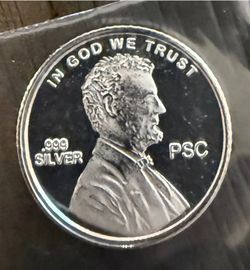 IN GOD WE TRUST
.999
SILVER
PSC